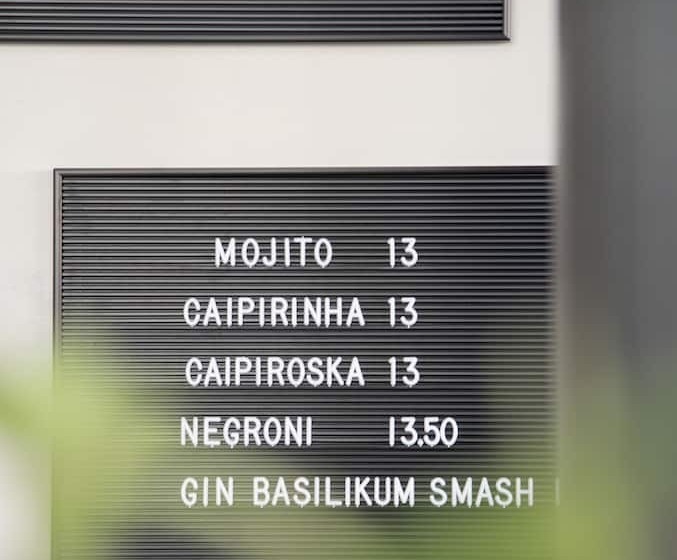 MOJITO 13
CAIPIRINHA 13
CAIPIROSKA 13
NEGRONI 13.50
GIN BASILIKUM SMASH